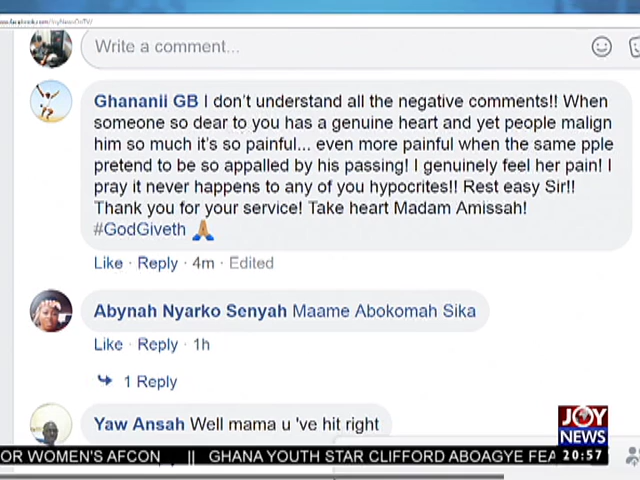 www.facebook.com/JoyNewsOnTV/
Write a comment...
Ghananii GB I don't understand all the negative comments!! When
someone so dear to you has a genuine heart and yet people malign
him so much it's so painful... even more painful when the same pple
pretend to be so appalled by his passing! I genuinely feel her pain! I
pray it never happens to any of you hypocrites!! Rest easy Sir!!
Thank you for your service! Take heart Madam Amissah!
#GodGiveth 🙏
Like · Reply · 4m · Edited
Abynah Nyarko Senyah Maame Abokomah Sika
Like · Reply · 1h
1 Reply
Yaw Ansah Well mama u 've hit right
JOY
NEWS
OR WOMEN'S AFCON || GHANA YOUTH STAR CLIFFORD ABOAGYE FEA 20:57